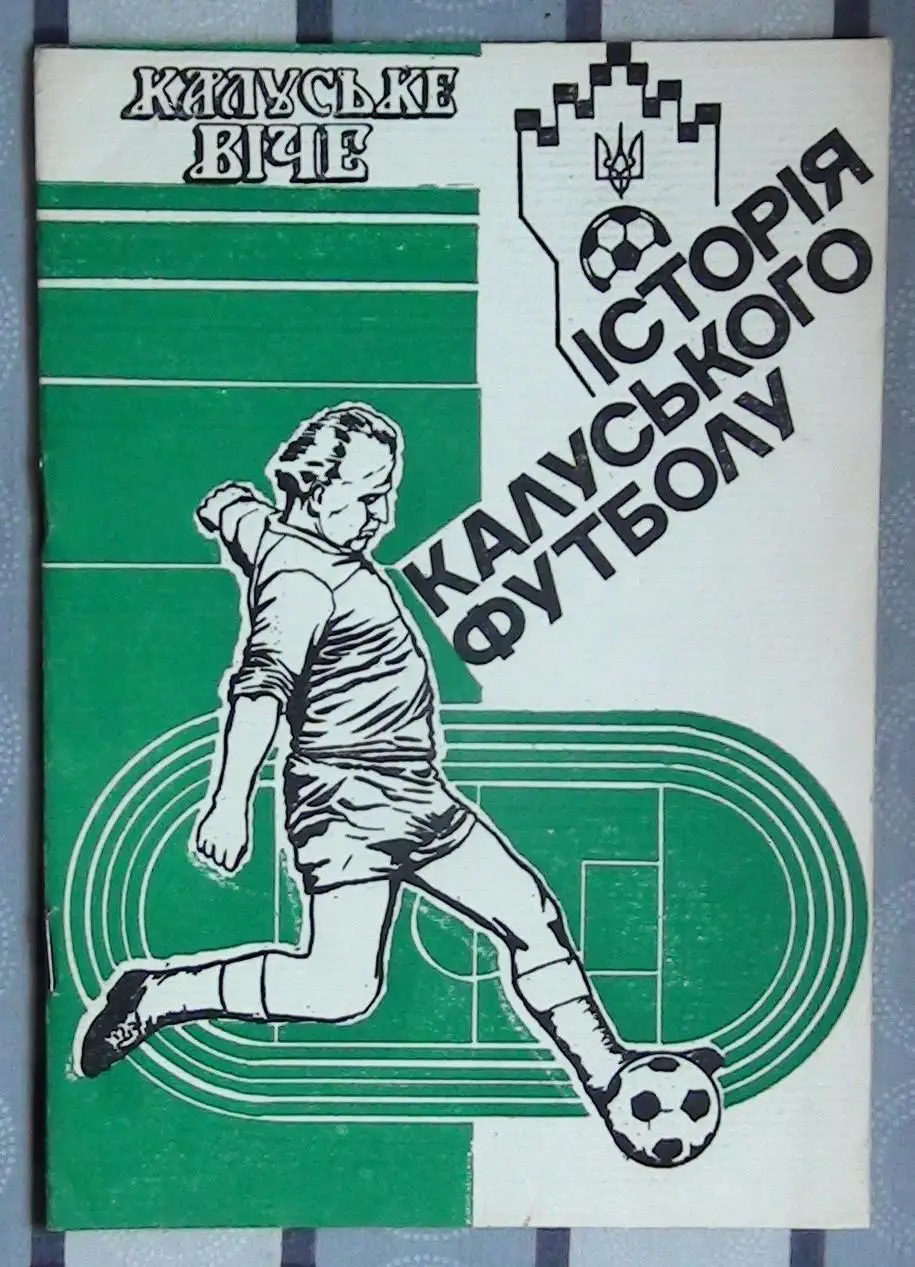 КАЛУСЬКЕ
ВІЧЕ
ІСТОРІЯ
КАЛУСЬКОГО
ФУТБОЛУ